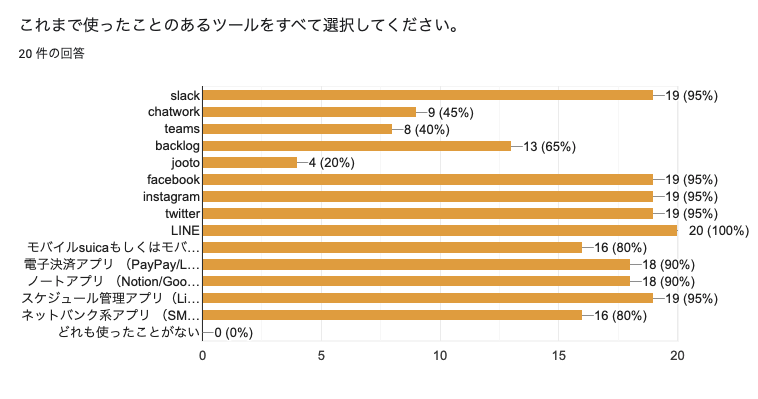 これまで使ったことのあるツールをすべて選択してください。
20 件の回答
slack 19 (95%)
chatwork 9 (45%)
teams 8 (40%)
backlog 13 (65%)
jooto 4 (20%)
facebook 19 (95%)
instagram 19 (95%)
twitter 19 (95%)
LINE 20 (100%)
モバイルsuicaもしくはモバ… 16 (80%)
電子決済アプリ （PayPay/L… 18 (90%)
ノートアプリ （Notion/Goo… 18 (90%)
スケジュール管理アプリ（Li… 19 (95%)
ネットバンク系アプリ （SM… 16 (80%)
どれも使ったことがない 0 (0%)
0 5 10 15 20